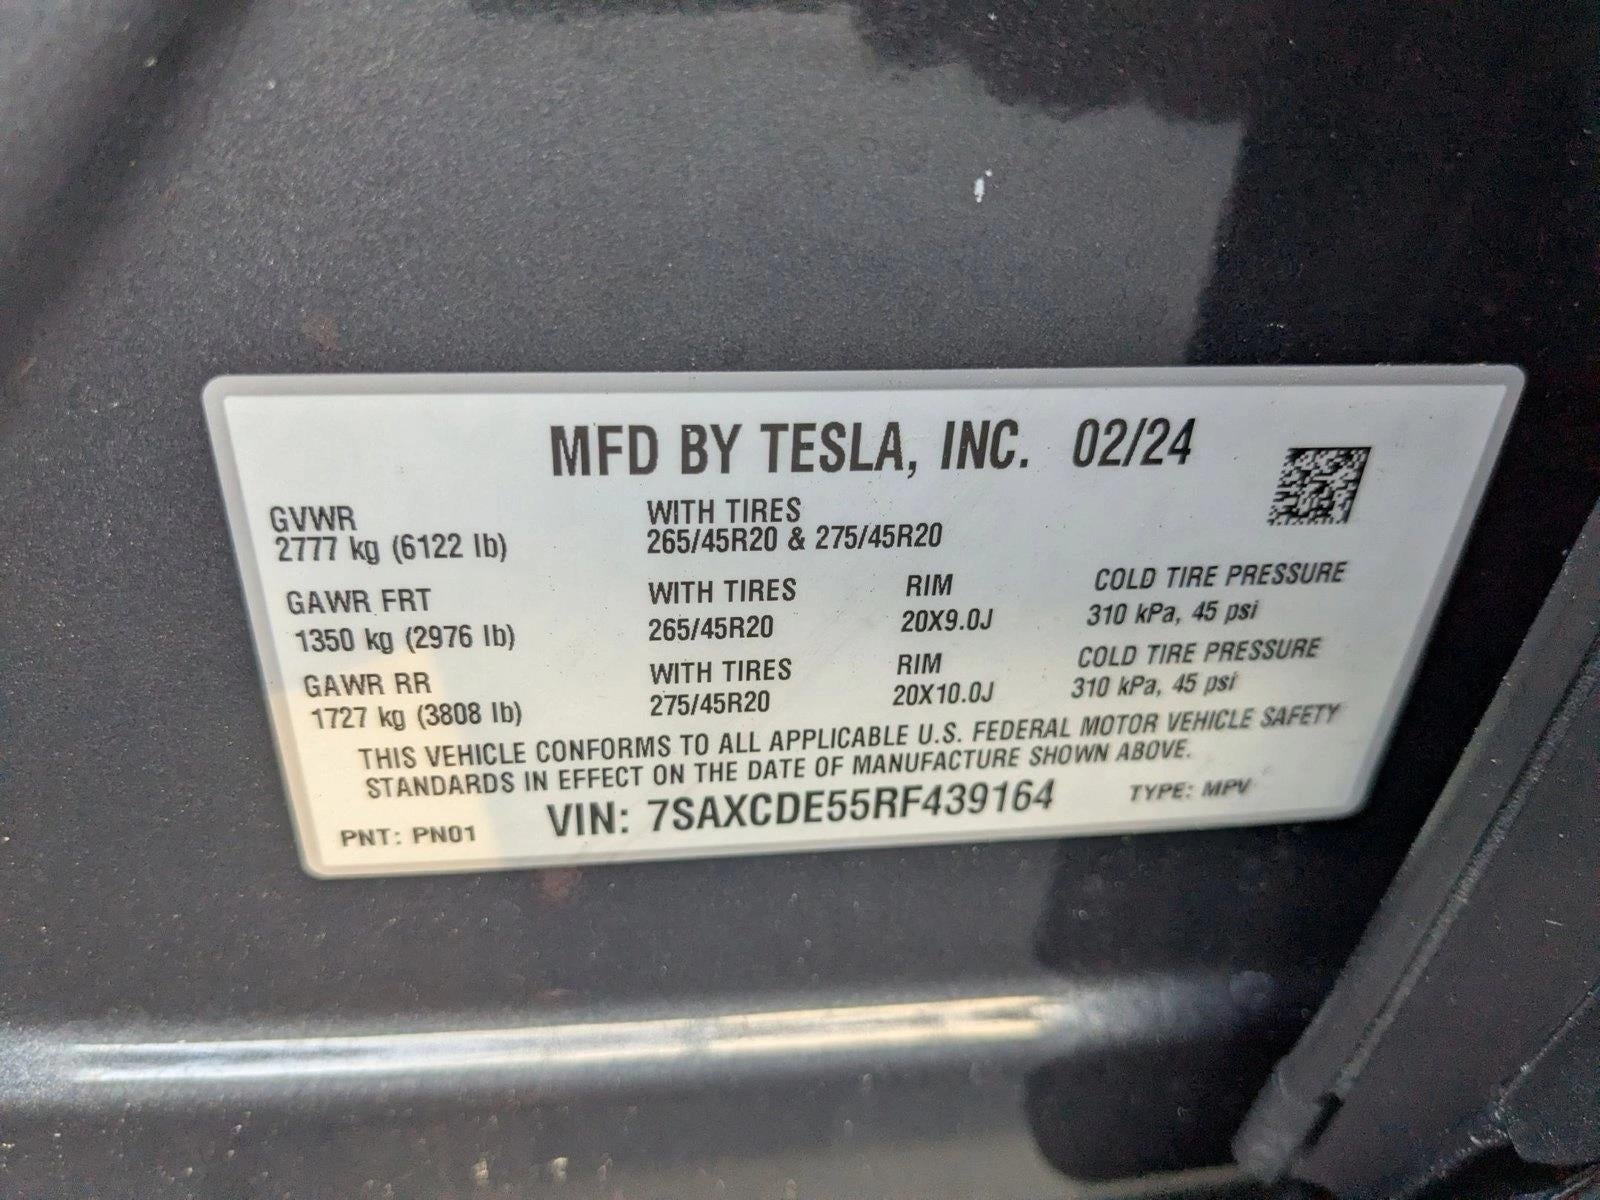 MFD BY TESLA, INC. 02/24
GVWR
2777 kg (6122 lb)
WITH TIRES
265/45R20 & 275/45R20
GAWR FRT
1350 kg (2976 lb)
WITH TIRES
265/45R20
RIM
20X9.0J
COLD TIRE PRESSURE
310 kPa, 45 psi
GAWR RR
1727 kg (3808 lb)
WITH TIRES
275/45R20
RIM
20X10.0J
COLD TIRE PRESSURE
310 kPa, 45 psi
THIS VEHICLE CONFORMS TO ALL APPLICABLE U.S. FEDERAL MOTOR VEHICLE SAFETY
STANDARDS IN EFFECT ON THE DATE OF MANUFACTURE SHOWN ABOVE.
PNT: PN01
VIN: 7SAXCDE55RF439164
TYPE: MPV